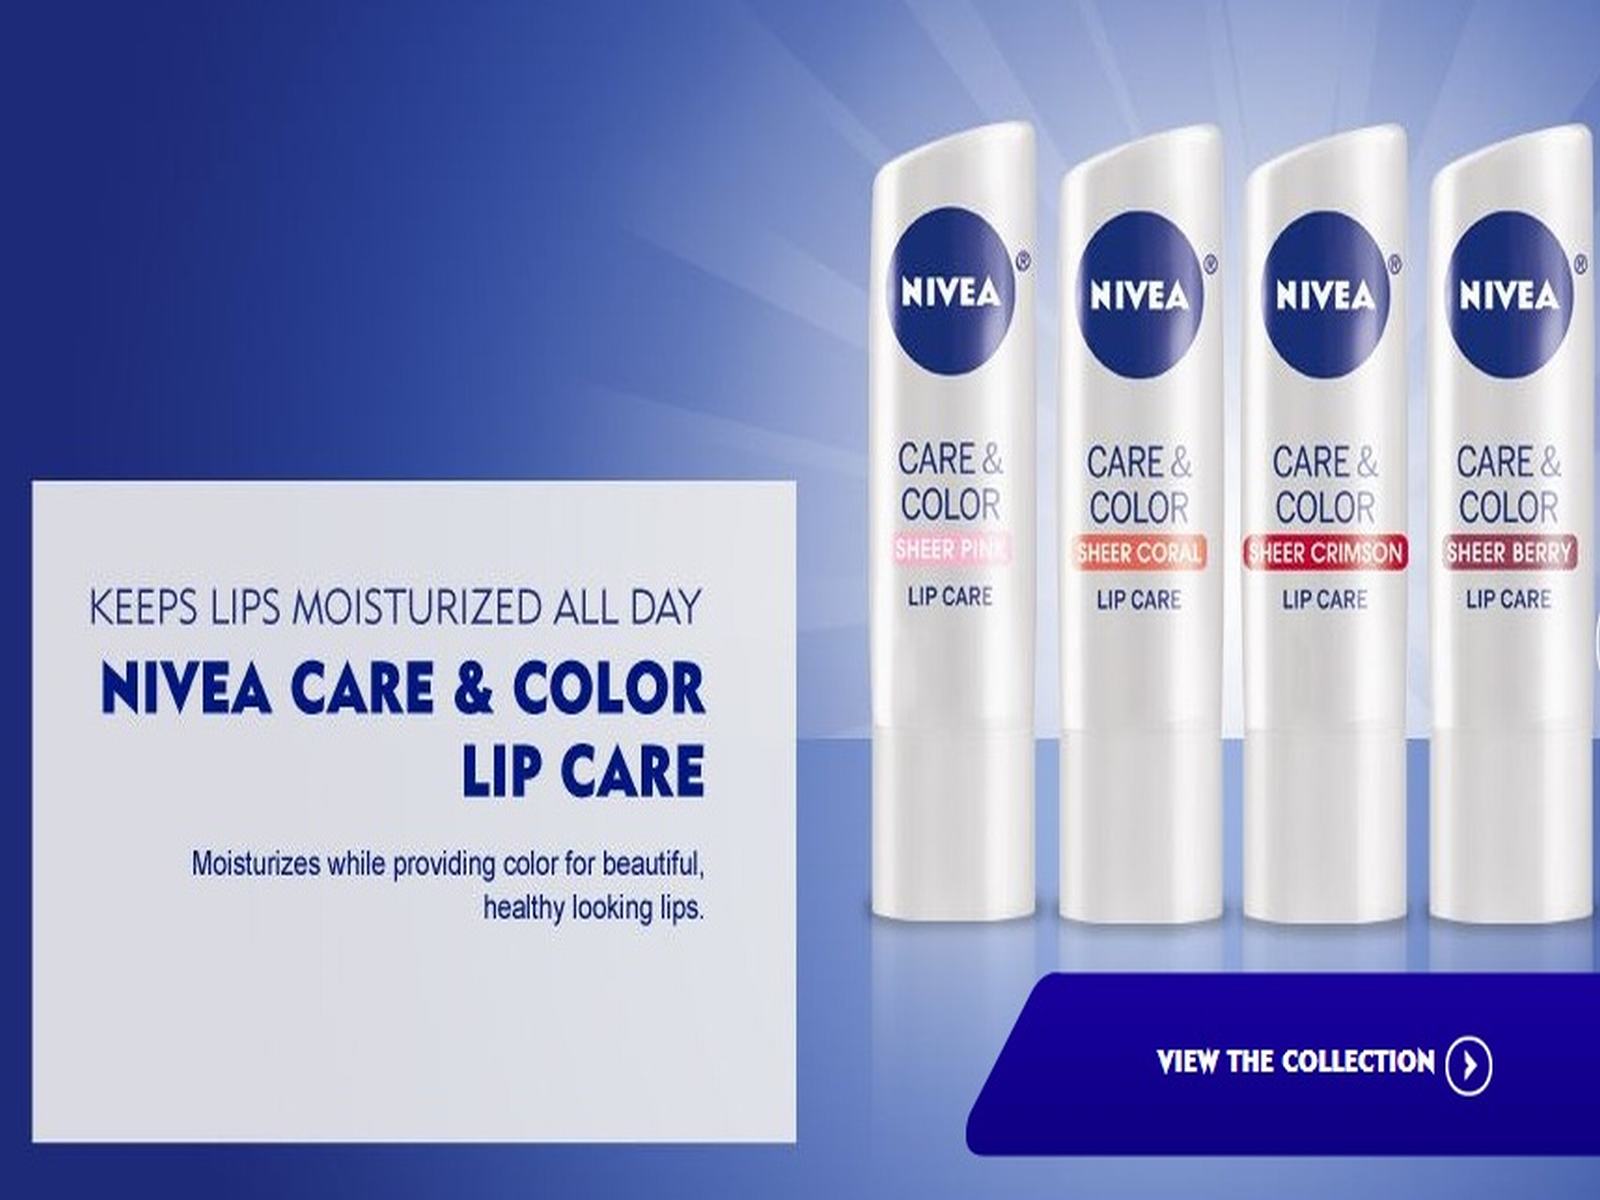 KEEPS LIPS MOISTURIZED ALL DAY
NIVEA CARE & COLOR
LIP CARE
Moisturizes while providing color for beautiful,
healthy looking lips.
NIVEA®
CARE &
COLOR
SHEER PINK
LIP CARE
NIVEA®
CARE &
COLOR
SHEER CORAL
LIP CARE
NIVEA®
CARE &
COLOR
SHEER CRIMSON
LIP CARE
NIVEA®
CARE &
COLOR
SHEER BERRY
LIP CARE
VIEW THE COLLECTION